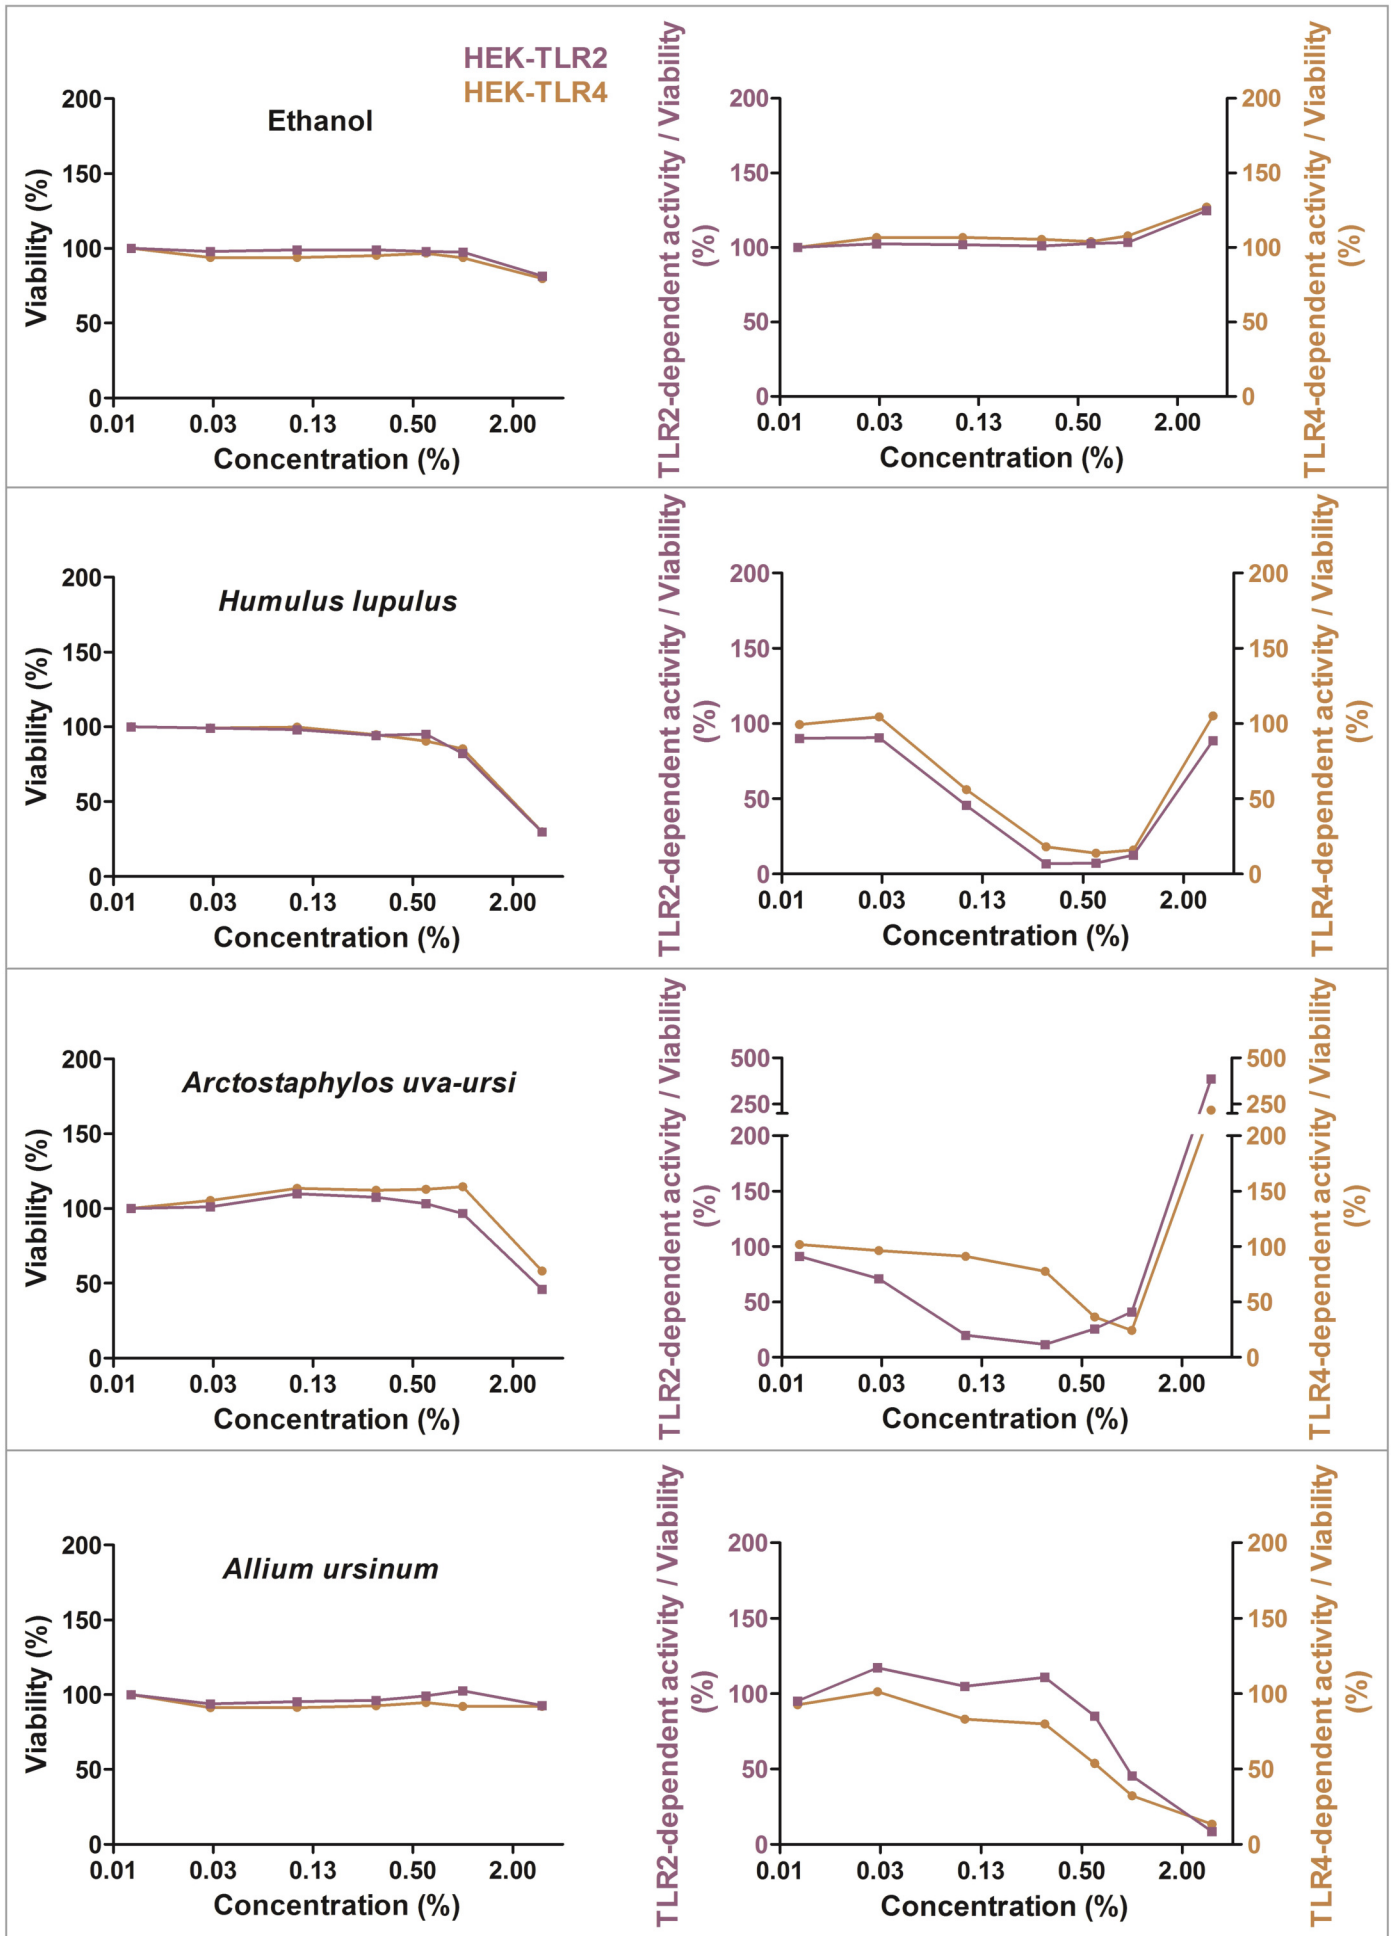 HEK-TLR2
HEK-TLR4
Ethanol
Viability (%)
200
150
100
50
0
0.01 0.03 0.13 0.50 2.00
Concentration (%)
TLR2-dependent activity / Viability
(%)
200
150
100
50
0
0.01 0.03 0.13 0.50 2.00
Concentration (%)
200
150
100
50
0
TLR4-dependent activity / Viability
(%)
Humulus lupulus
Viability (%)
200
150
100
50
0
0.01 0.03 0.13 0.50 2.00
Concentration (%)
TLR2-dependent activity / Viability
(%)
200
150
100
50
0
0.01 0.03 0.13 0.50 2.00
Concentration (%)
200
150
100
50
0
TLR4-dependent activity / Viability
(%)
Arctostaphylos uva-ursi
Viability (%)
200
150
100
50
0
0.01 0.03 0.13 0.50 2.00
Concentration (%)
TLR2-dependent activity / Viability
(%)
500
250
200
150
100
50
0
0.01 0.03 0.13 0.50 2.00
Concentration (%)
500
250
200
150
100
50
0
TLR4-dependent activity / Viability
(%)
Allium ursinum
Viability (%)
200
150
100
50
0
0.01 0.03 0.13 0.50 2.00
Concentration (%)
TLR2-dependent activity / Viability
(%)
200
150
100
50
0
0.01 0.03 0.13 0.50 2.00
Concentration (%)
200
150
100
50
0
TLR4-dependent activity / Viability
(%)